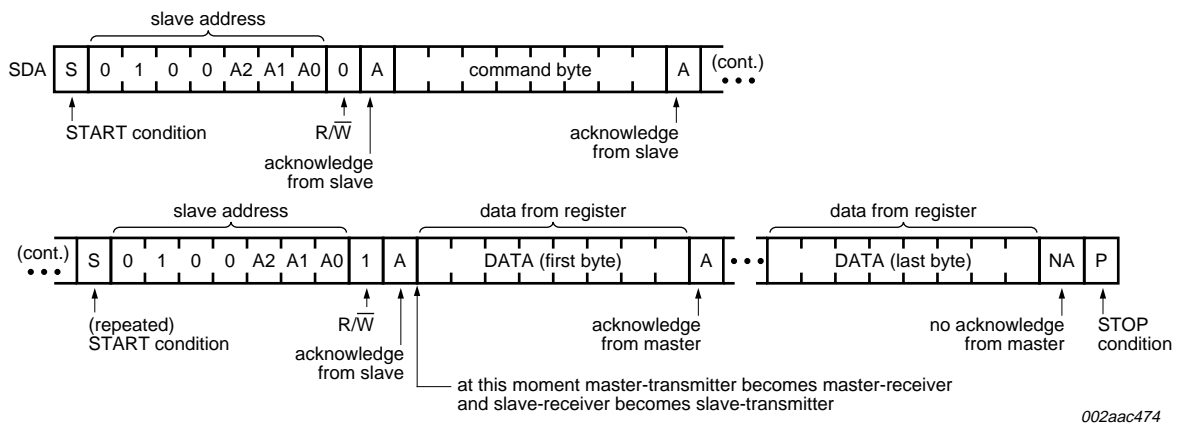 slave address
SDA S 0 1 0 0 A2 A1 A0 0 A command byte A (cont.)
START condition
R/W̅
acknowledge
from slave
acknowledge
from slave
slave address
data from register
data from register
(cont.) S 0 1 0 0 A2 A1 A0 1 A DATA (first byte) A DATA (last byte) NA P
(repeated)
START condition
R/W̅
acknowledge
from slave
acknowledge
from master
no acknowledge
from master
STOP
condition
at this moment master-transmitter becomes master-receiver
and slave-receiver becomes slave-transmitter
002aac474